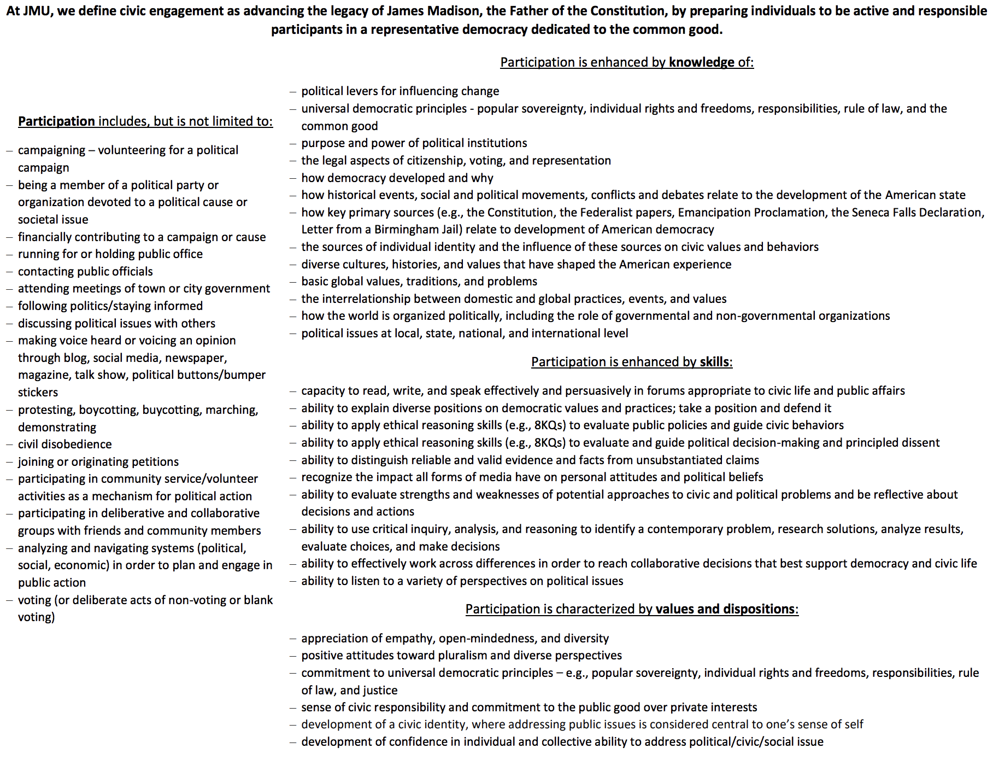 At JMU, we define civic engagement as advancing the legacy of James Madison, the Father of the Constitution, by preparing individuals to be active and responsible
participants in a representative democracy dedicated to the common good.
Participation includes, but is not limited to:
– campaigning – volunteering for a political
campaign
– being a member of a political party or
organization devoted to a political cause or
societal issue
– financially contributing to a campaign or cause
– running for or holding public office
– contacting public officials
– attending meetings of town or city government
– following politics/staying informed
– discussing political issues with others
– making voice heard or voicing an opinion
through blog, social media, newspaper,
magazine, talk show, political buttons/bumper
stickers
– protesting, boycotting, buycotting, marching,
demonstrating
– civil disobedience
– joining or originating petitions
– participating in community service/volunteer
activities as a mechanism for political action
– participating in deliberative and collaborative
groups with friends and community members
– analyzing and navigating systems (political,
social, economic) in order to plan and engage in
public action
– voting (or deliberate acts of non-voting or blank
voting)
Participation is enhanced by knowledge of:
– political levers for influencing change
– universal democratic principles - popular sovereignty, individual rights and freedoms, responsibilities, rule of law, and the
common good
– purpose and power of political institutions
– the legal aspects of citizenship, voting, and representation
– how democracy developed and why
– how historical events, social and political movements, conflicts and debates relate to the development of the American state
– how key primary sources (e.g., the Constitution, the Federalist papers, Emancipation Proclamation, the Seneca Falls Declaration,
Letter from a Birmingham Jail) relate to development of American democracy
– the sources of individual identity and the influence of these sources on civic values and behaviors
– diverse cultures, histories, and values that have shaped the American experience
– basic global values, traditions, and problems
– the interrelationship between domestic and global practices, events, and values
– how the world is organized politically, including the role of governmental and non-governmental organizations
– political issues at local, state, national, and international level
Participation is enhanced by skills:
– capacity to read, write, and speak effectively and persuasively in forums appropriate to civic life and public affairs
– ability to explain diverse positions on democratic values and practices; take a position and defend it
– ability to apply ethical reasoning skills (e.g., 8KQs) to evaluate public policies and guide civic behaviors
– ability to apply ethical reasoning skills (e.g., 8KQs) to evaluate and guide political decision-making and principled dissent
– ability to distinguish reliable and valid evidence and facts from unsubstantiated claims
– recognize the impact all forms of media have on personal attitudes and political beliefs
– ability to evaluate strengths and weaknesses of potential approaches to civic and political problems and be reflective about
decisions and actions
– ability to use critical inquiry, analysis, and reasoning to identify a contemporary problem, research solutions, analyze results,
evaluate choices, and make decisions
– ability to effectively work across differences in order to reach collaborative decisions that best support democracy and civic life
– ability to listen to a variety of perspectives on political issues
Participation is characterized by values and dispositions:
– appreciation of empathy, open-mindedness, and diversity
– positive attitudes toward pluralism and diverse perspectives
– commitment to universal democratic principles – e.g., popular sovereignty, individual rights and freedoms, responsibilities, rule
of law, and justice
– sense of civic responsibility and commitment to the public good over private interests
– development of a civic identity, where addressing public issues is considered central to one’s sense of self
– development of confidence in individual and collective ability to address political/civic/social issue